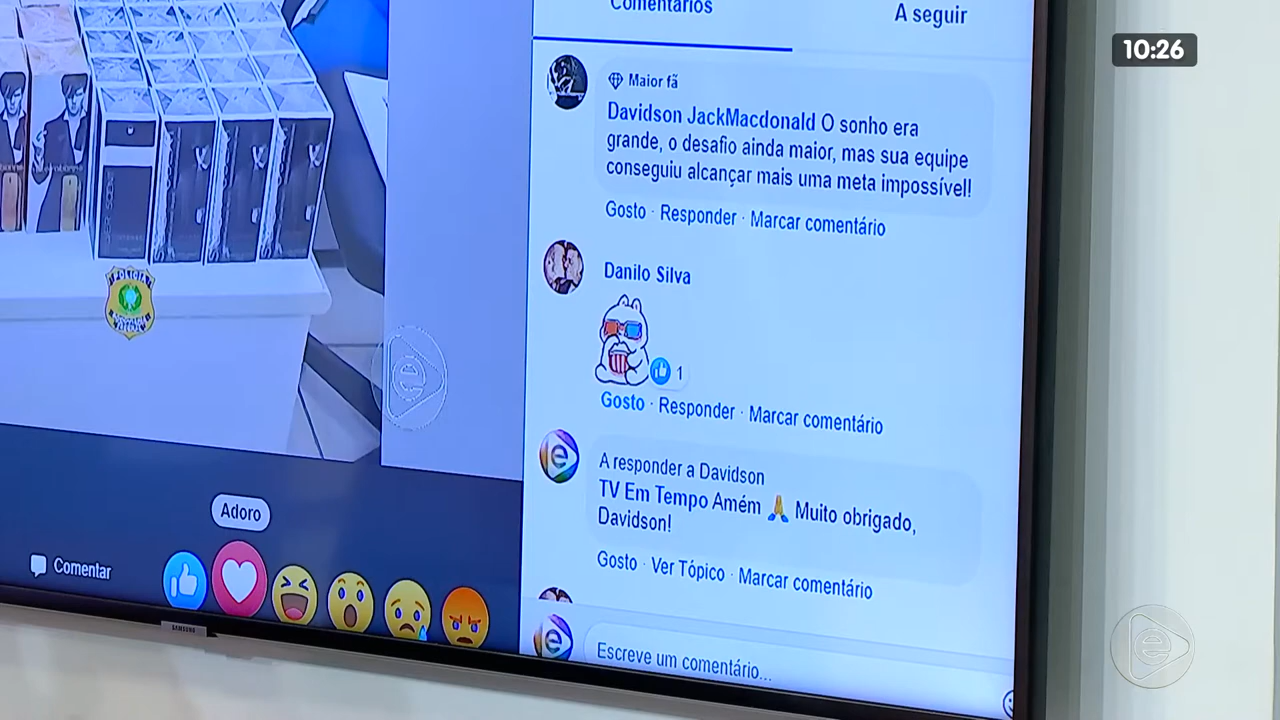 Comentários
A seguir
10:26
Maior fã
Davidson JackMacdonald O sonho era
grande, o desafio ainda maior, mas sua equipe
conseguiu alcançar mais uma meta impossível!
Gosto · Responder · Marcar comentário
Danilo Silva
1
Gosto · Responder · Marcar comentário
A responder a Davidson
TV Em Tempo Amém 🙏 Muito obrigado,
Davidson!
Gosto · Ver Tópico · Marcar comentário
Escreve um comentário...
Adoro
Comentar
SAMSUNG
POLÍCIA
e